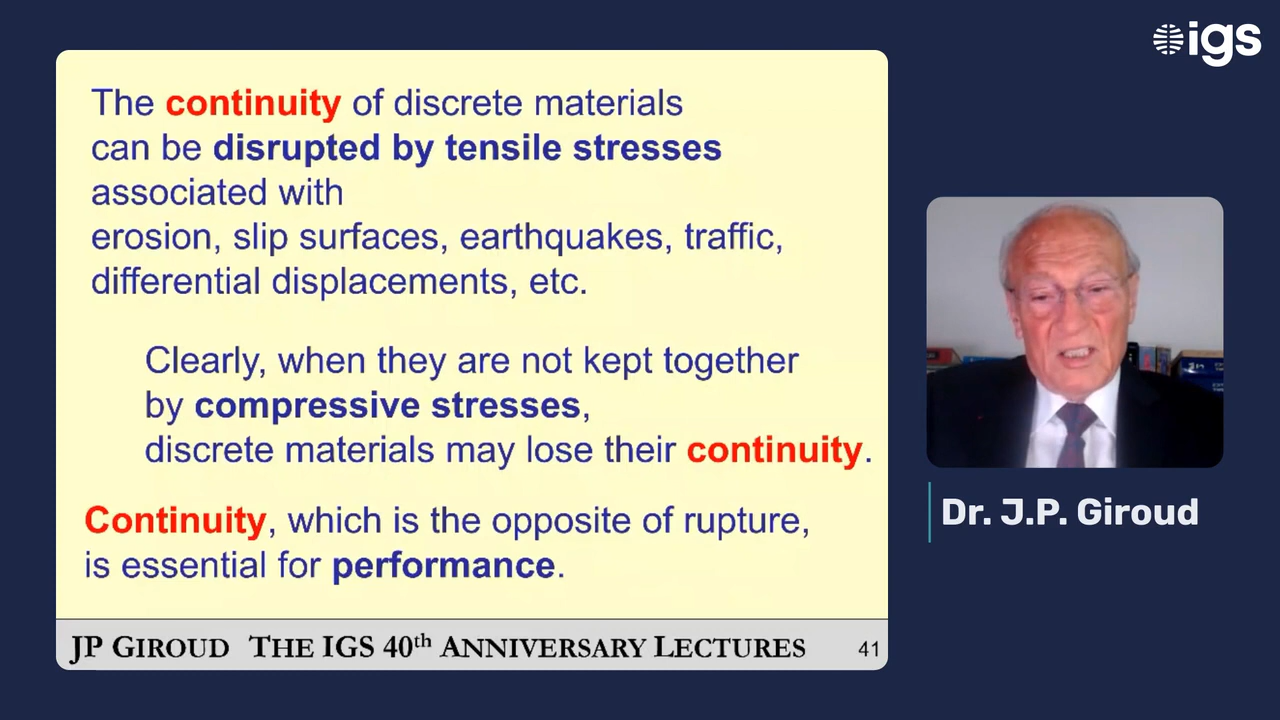 igs
The continuity of discrete materials
can be disrupted by tensile stresses
associated with
erosion, slip surfaces, earthquakes, traffic,
differential displacements, etc.
Clearly, when they are not kept together
by compressive stresses,
discrete materials may lose their continuity.
Continuity, which is the opposite of rupture,
is essential for performance.
JP GIROUD THE IGS 40th ANNIVERSARY LECTURES 41
Dr. J.P. Giroud